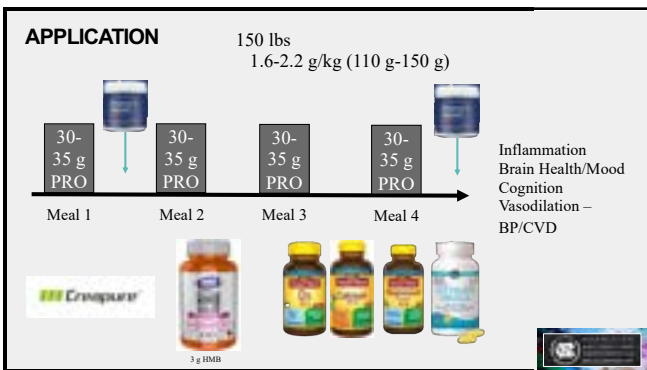 APPLICATION
150 lbs
1.6-2.2 g/kg (110 g-150 g)
30-
35 g
PRO
30-
35 g
PRO
30-
35 g
PRO
30-
35 g
PRO
Meal 1
Meal 2
Meal 3
Meal 4
Inflammation
Brain Health/Mood
Cognition
Vasodilation –
BP/CVD
Creapure
NOW
3 g HMB
D3